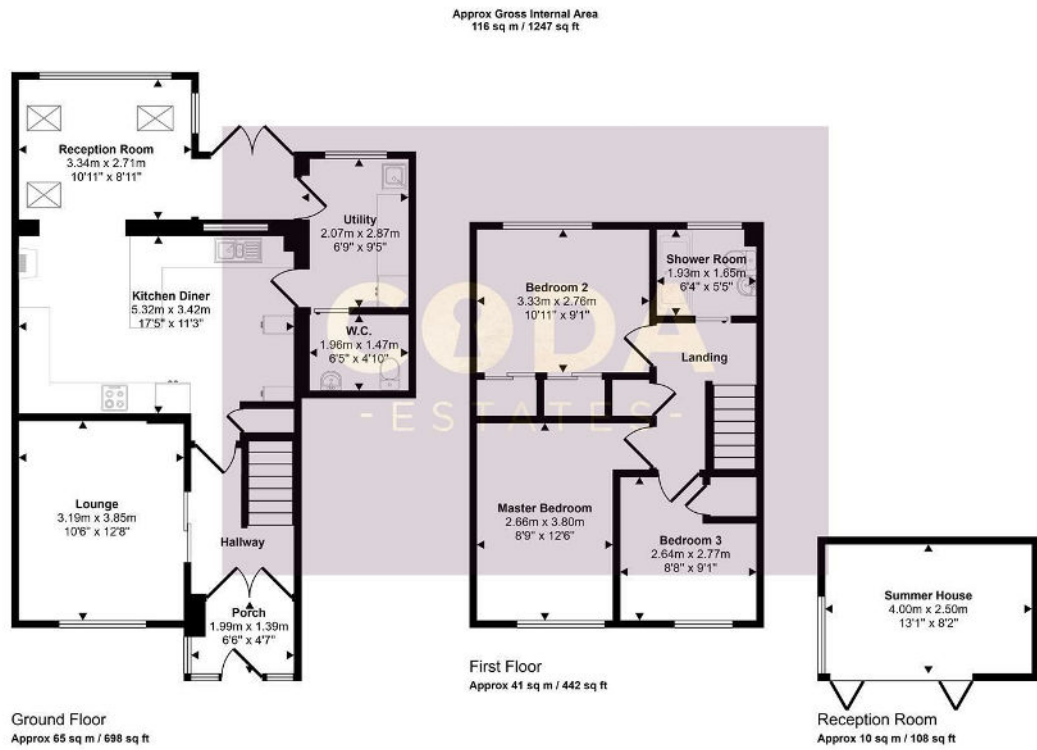 Approx Gross Internal Area
116 sq m / 1247 sq ft
Reception Room
3.34m x 2.71m
10'11" x 8'11"
Utility
2.07m x 2.87m
6'9" x 9'5"
Kitchen Diner
5.32m x 3.42m
17'5" x 11'3"
W.C.
1.96m x 1.47m
6'5" x 4'10"
Lounge
3.19m x 3.85m
10'6" x 12'8"
Hallway
Porch
1.99m x 1.39m
6'6" x 4'7"
Ground Floor
Approx 65 sq m / 698 sq ft
Shower Room
1.93m x 1.65m
6'4" x 5'5"
Bedroom 2
3.33m x 2.76m
10'11" x 9'1"
Landing
CODA
-ESTATES-
Master Bedroom
2.66m x 3.80m
8'9" x 12'6"
Bedroom 3
2.64m x 2.77m
8'8" x 9'1"
First Floor
Approx 41 sq m / 442 sq ft
Summer House
4.00m x 2.50m
13'1" x 8'2"
Reception Room
Approx 10 sq m / 108 sq ft